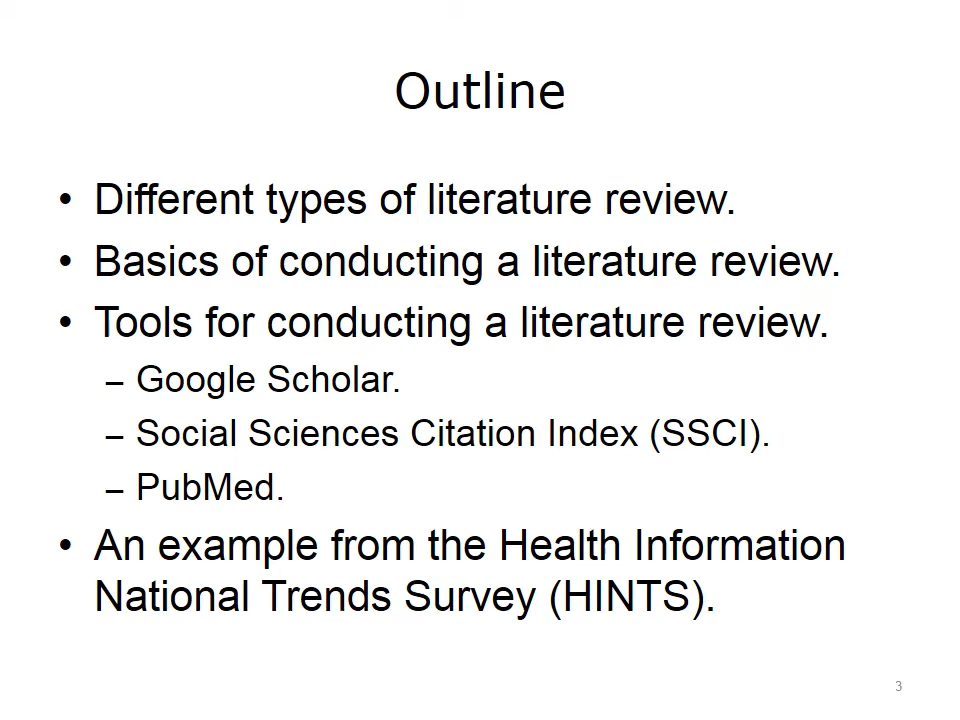 Outline
• Different types of literature review.
• Basics of conducting a literature review.
• Tools for conducting a literature review.
– Google Scholar.
– Social Sciences Citation Index (SSCI).
– PubMed.
• An example from the Health Information
National Trends Survey (HINTS).
3